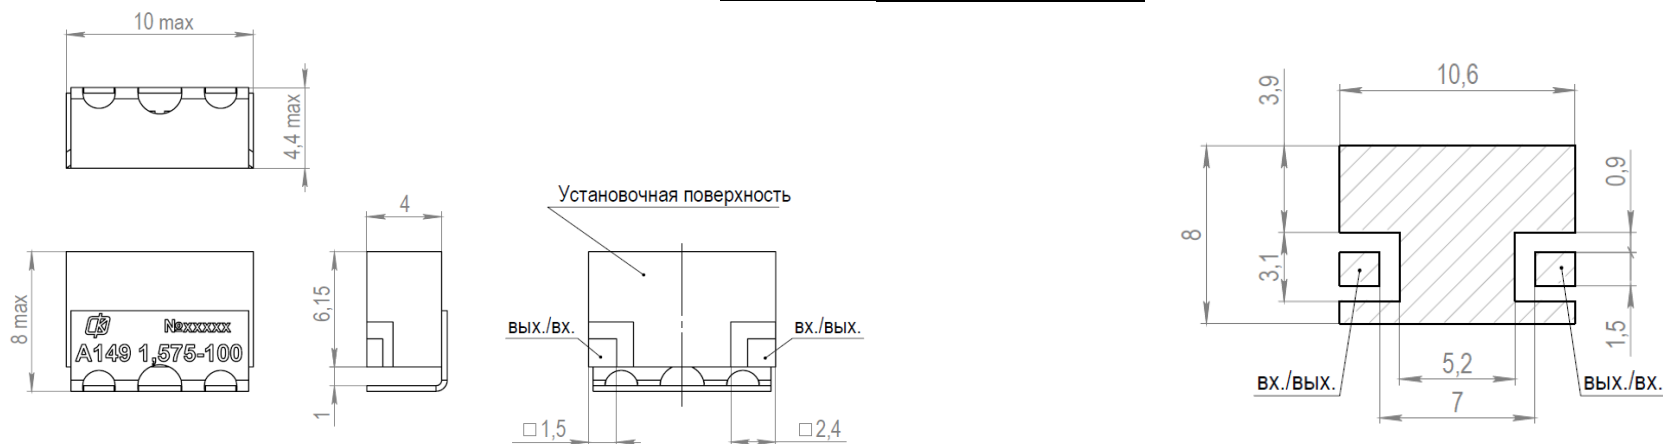 10 max
4,4 max
8 max
№xxxxx
А149 1,575-100
4
6,15
1
Установочная поверхность
вых./вх.
вх./вых.
□1,5
□2,4
10,6
3,9
8
3,1
0,9
1,5
5,2
7
вх./вых.
вых./вх.